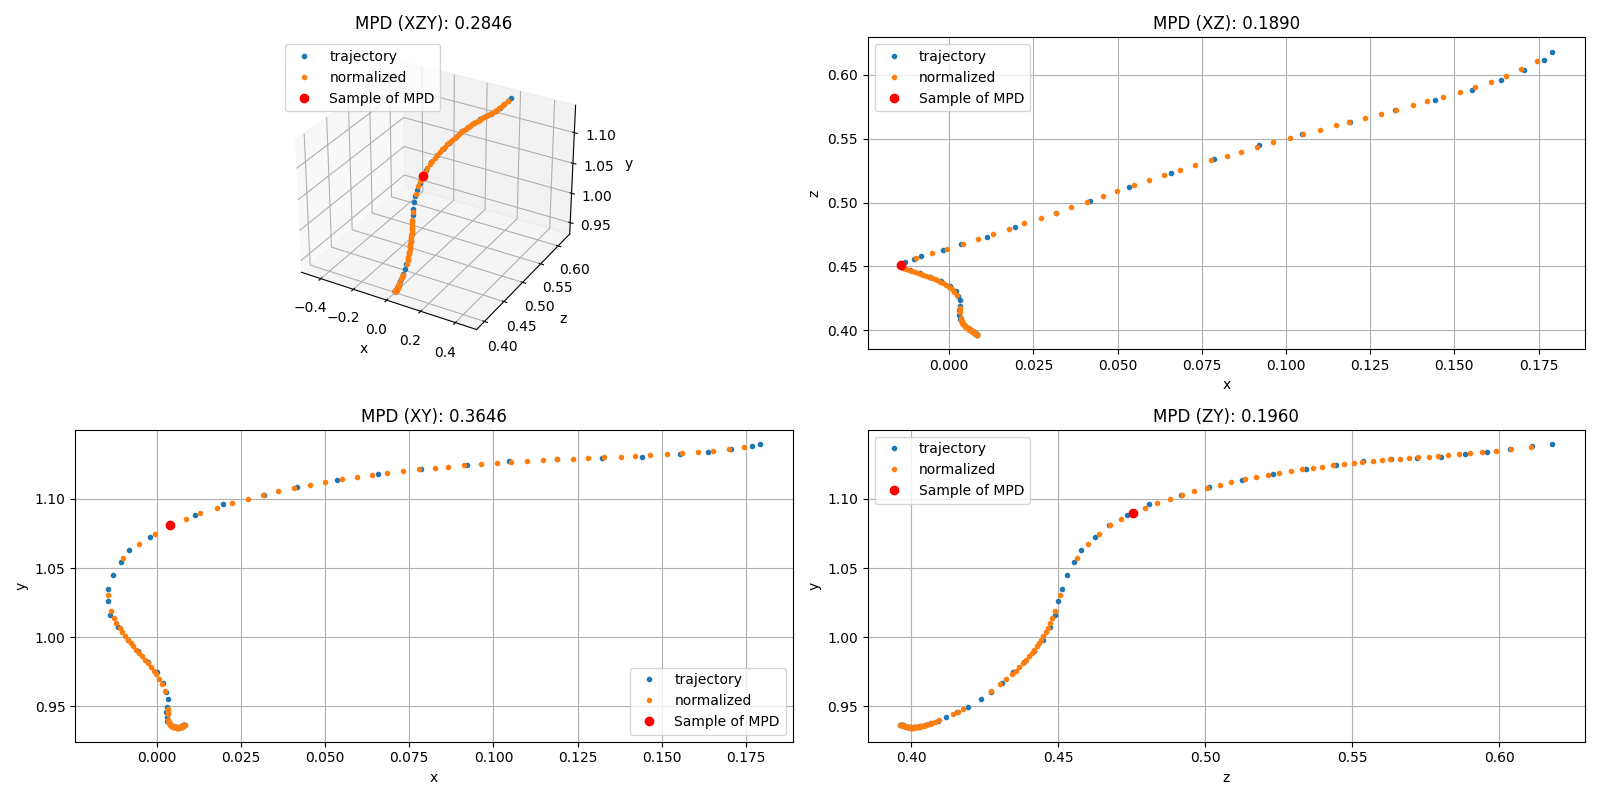 MPD (XZY): 0.2846
trajectory
normalized
Sample of MPD
1.10
1.05
1.00
0.95
y
0.60
0.55
0.50
0.45
0.40
z
−0.4
−0.2
0.0
0.2
0.4
x
MPD (XZ): 0.1890
trajectory
normalized
Sample of MPD
0.60
0.55
0.50
0.45
0.40
z
0.000 0.025 0.050 0.075 0.100 0.125 0.150 0.175
x
MPD (XY): 0.3646
1.10
1.05
1.00
0.95
y
trajectory
normalized
Sample of MPD
0.000 0.025 0.050 0.075 0.100 0.125 0.150 0.175
x
MPD (ZY): 0.1960
trajectory
normalized
Sample of MPD
1.10
1.05
1.00
0.95
y
0.40 0.45 0.50 0.55 0.60
z